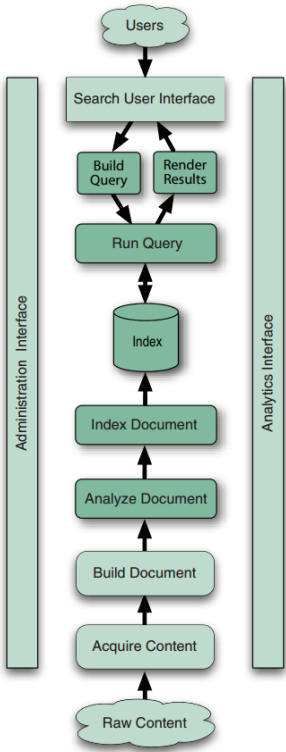 Users
Search User Interface
Build
Query
Render
Results
Run Query
Index
Index Document
Analyze Document
Build Document
Acquire Content
Raw Content
Administration Interface
Analytics Interface